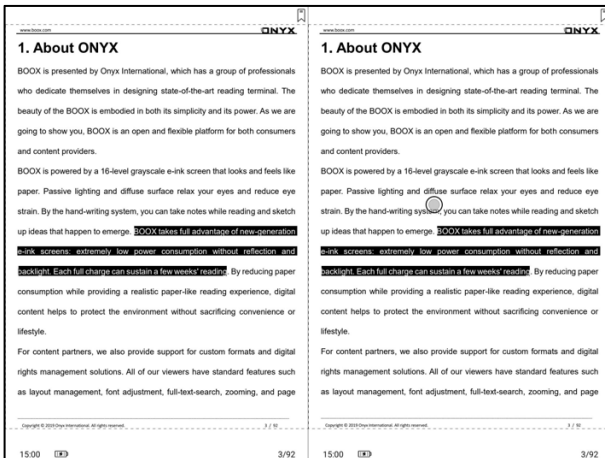 www.boox.com ONYX
1. About ONYX
BOOX is presented by Onyx International, which has a group of professionals
who dedicate themselves in designing state-of-the-art reading terminal. The
beauty of the BOOX is embodied in both its simplicity and its power. As we are
going to show you, BOOX is an open and flexible platform for both consumers
and content providers.
BOOX is powered by a 16-level grayscale e-ink screen that looks and feels like
paper. Passive lighting and diffuse surface relax your eyes and reduce eye
strain. By the hand-writing system, you can take notes while reading and sketch
up ideas that happen to emerge. BOOX takes full advantage of new-generation
e-ink screens: extremely low power consumption without reflection and
backlight. Each full charge can sustain a few weeks' reading. By reducing paper
consumption while providing a realistic paper-like reading experience, digital
content helps to protect the environment without sacrificing convenience or
lifestyle.
For content partners, we also provide support for custom formats and digital
rights management solutions. All of our viewers have standard features such
as layout management, font adjustment, full-text-search, zooming, and page
Copyright © 2019 Onyx International. All rights reserved. 3 / 92
15:00 3/92
www.boox.com ONYX
1. About ONYX
BOOX is presented by Onyx International, which has a group of professionals
who dedicate themselves in designing state-of-the-art reading terminal. The
beauty of the BOOX is embodied in both its simplicity and its power. As we are
going to show you, BOOX is an open and flexible platform for both consumers
and content providers.
BOOX is powered by a 16-level grayscale e-ink screen that looks and feels like
paper. Passive lighting and diffuse surface relax your eyes and reduce eye
strain. By the hand-writing system, you can take notes while reading and sketch
up ideas that happen to emerge. BOOX takes full advantage of new-generation
e-ink screens: extremely low power consumption without reflection and
backlight. Each full charge can sustain a few weeks' reading. By reducing paper
consumption while providing a realistic paper-like reading experience, digital
content helps to protect the environment without sacrificing convenience or
lifestyle.
For content partners, we also provide support for custom formats and digital
rights management solutions. All of our viewers have standard features such
as layout management, font adjustment, full-text-search, zooming, and page
Copyright © 2019 Onyx International. All rights reserved. 3 / 92
15:00 3/92